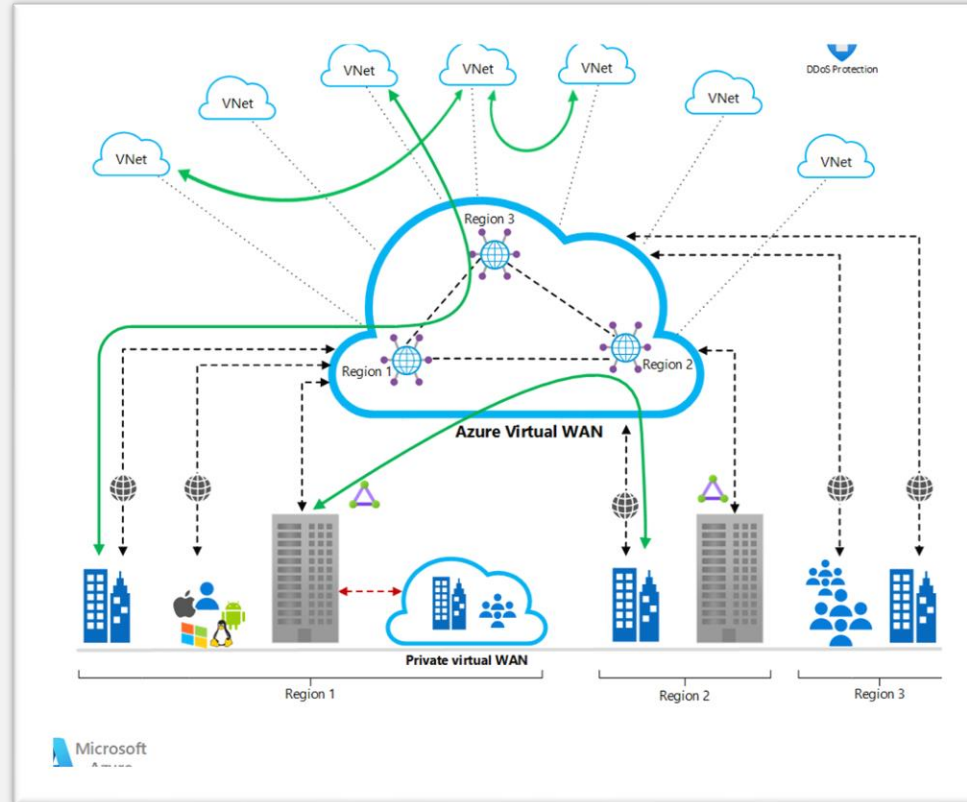 VNet
VNet
VNet
VNet
VNet
VNet
VNet
DDoS Protection
Region 3
Region 1
Region 2
Azure Virtual WAN
Private virtual WAN
Region 1
Region 2
Region 3
Microsoft